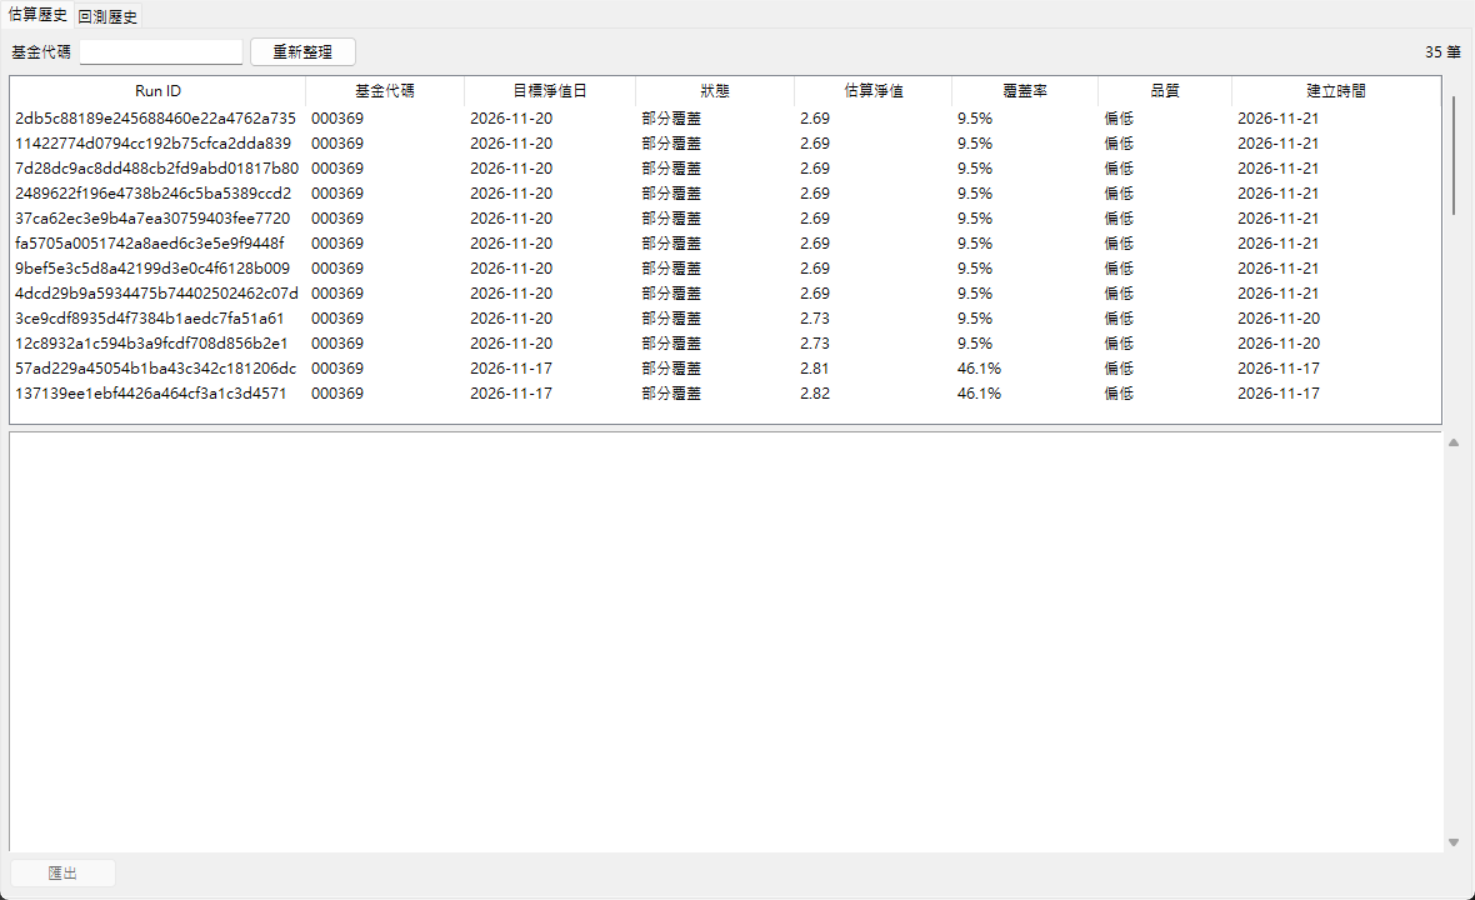 估算歷史 回測歷史
基金代碼 重新整理 35 筆
Run ID 基金代碼 目標淨值日 狀態 估算淨值 覆蓋率 品質 建立時間
2db5c88189e245688460e22a4762a735 000369 2026-11-20 部分覆蓋 2.69 9.5% 偏低 2026-11-21
11422774d0794cc192b75cfca2dda839 000369 2026-11-20 部分覆蓋 2.69 9.5% 偏低 2026-11-21
7d28dc9ac8dd488cb2fd9abd01817b80 000369 2026-11-20 部分覆蓋 2.69 9.5% 偏低 2026-11-21
2489622f196e4738b246c5ba5389ccd2 000369 2026-11-20 部分覆蓋 2.69 9.5% 偏低 2026-11-21
37ca62ec3e9b4a7ea30759403fee7720 000369 2026-11-20 部分覆蓋 2.69 9.5% 偏低 2026-11-21
fa5705a0051742a8aed6c3e5e9f9448f 000369 2026-11-20 部分覆蓋 2.69 9.5% 偏低 2026-11-21
9bef5e3c5d8a42199d3e0c4f6128b009 000369 2026-11-20 部分覆蓋 2.69 9.5% 偏低 2026-11-21
4dcd29b9a5934475b74402502462c07d 000369 2026-11-20 部分覆蓋 2.69 9.5% 偏低 2026-11-21
3ce9cdf8935d4f7384b1aedc7fa51a61 000369 2026-11-20 部分覆蓋 2.73 9.5% 偏低 2026-11-20
12c8932a1c594b3a9fcdf708d856b2e1 000369 2026-11-20 部分覆蓋 2.73 9.5% 偏低 2026-11-20
57ad229a45054b1ba43c342c181206dc 000369 2026-11-17 部分覆蓋 2.81 46.1% 偏低 2026-11-17
137139ee1ebf4426a464cf3a1c3d4571 000369 2026-11-17 部分覆蓋 2.82 46.1% 偏低 2026-11-17
匯出